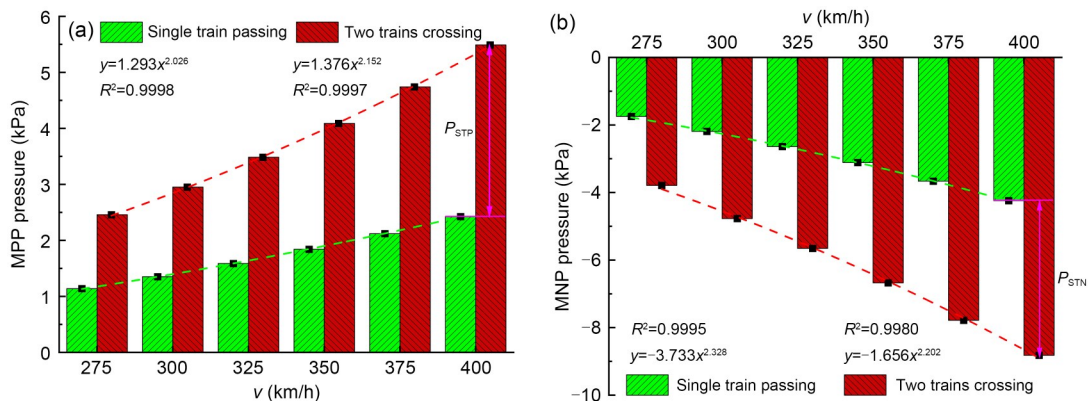 (a)
Single train passing
Two trains crossing
y=1.293x^2.026
y=1.376x^2.152
R²=0.9998
R²=0.9997
P_STP
MPP pressure (kPa)
6
5
4
3
2
1
0
275 300 325 350 375 400
v (km/h)
(b)
v (km/h)
275 300 325 350 375 400
MNP pressure (kPa)
0
−2
−4
−6
−8
−10
P_STN
R²=0.9995
R²=0.9980
y=−3.733x^2.328
y=−1.656x^2.202
Single train passing
Two trains crossing